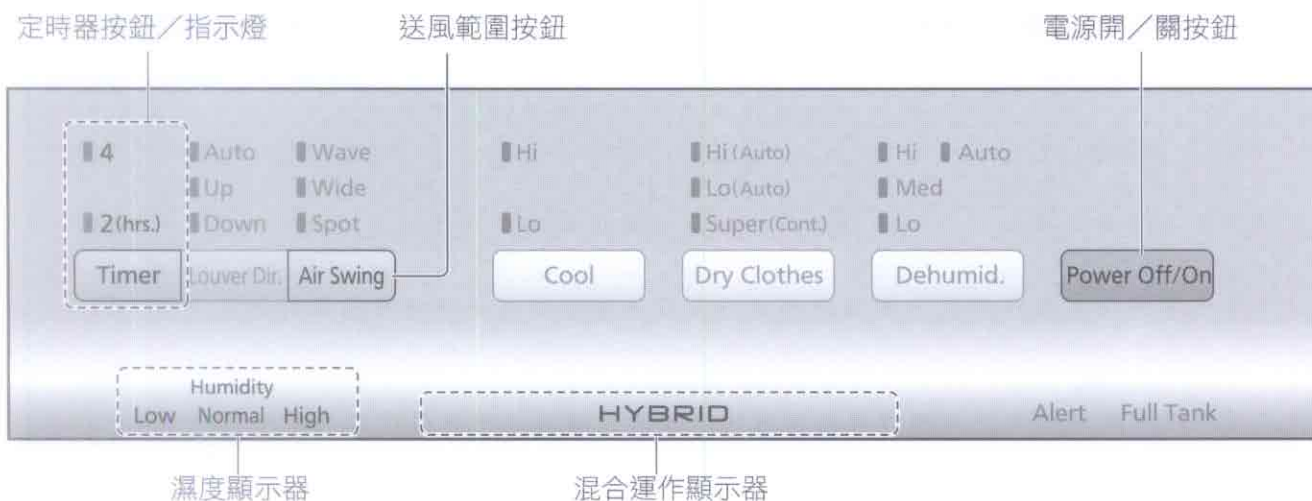 定時器按鈕／指示燈 送風範圍按鈕 電源開／關按鈕
4 Auto Wave Hi Hi (Auto) Hi Auto
Up Wide Lo(Auto) Med
2(hrs.) Down Spot Lo Super(Cont.) Lo
Timer Louver Dir. Air Swing Cool Dry Clothes Dehumid. Power Off/On
Humidity
Low Normal High HYBRID Alert Full Tank
濕度顯示器 混合運作顯示器